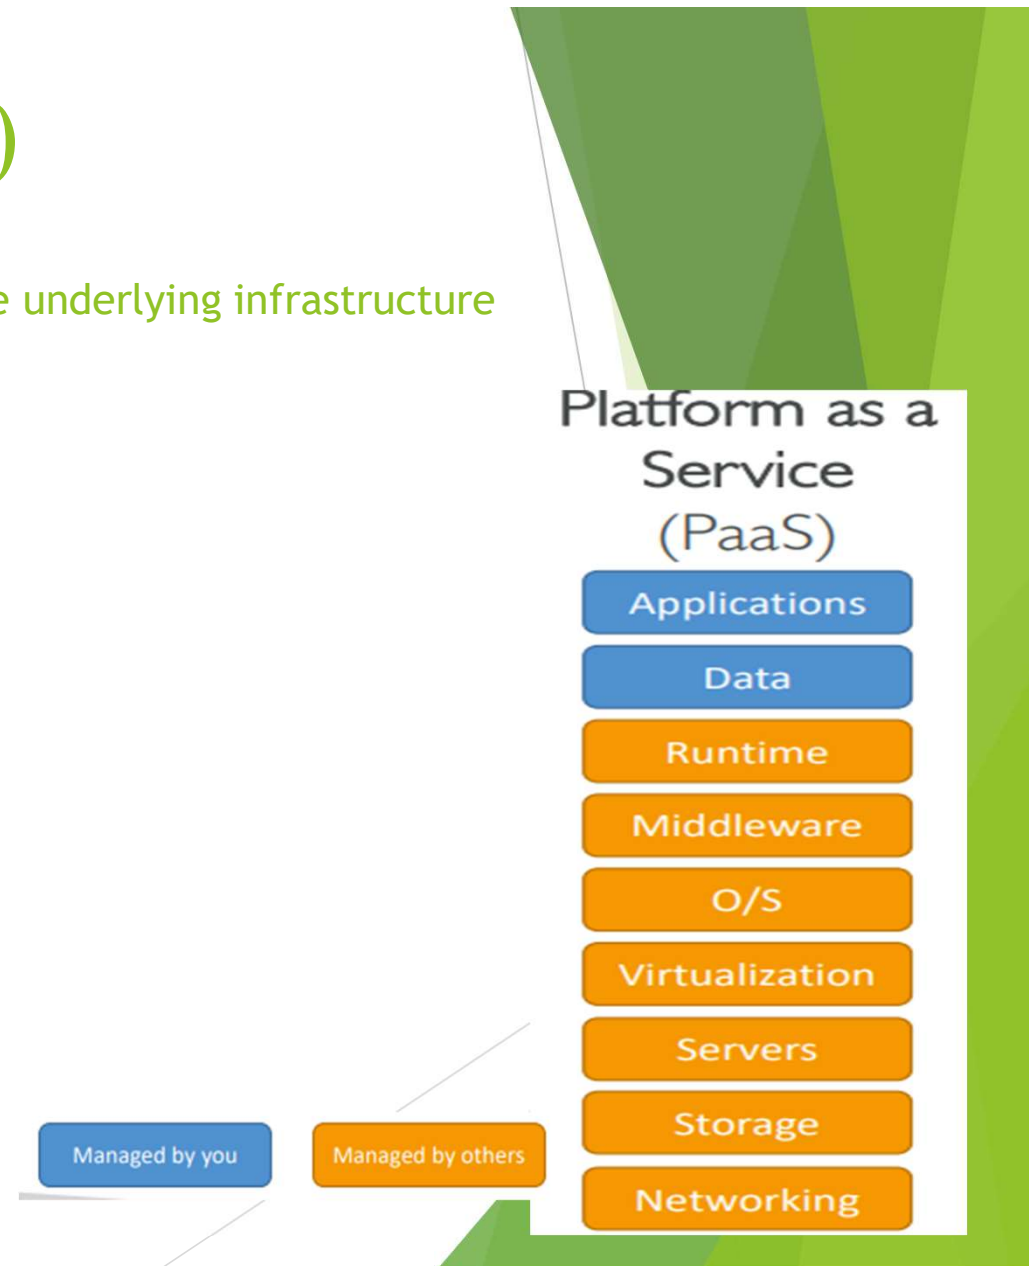 )
e underlying infrastructure
Platform as a
Service
(PaaS)
Applications
Data
Runtime
Middleware
O/S
Virtualization
Servers
Storage
Networking
Managed by you
Managed by others